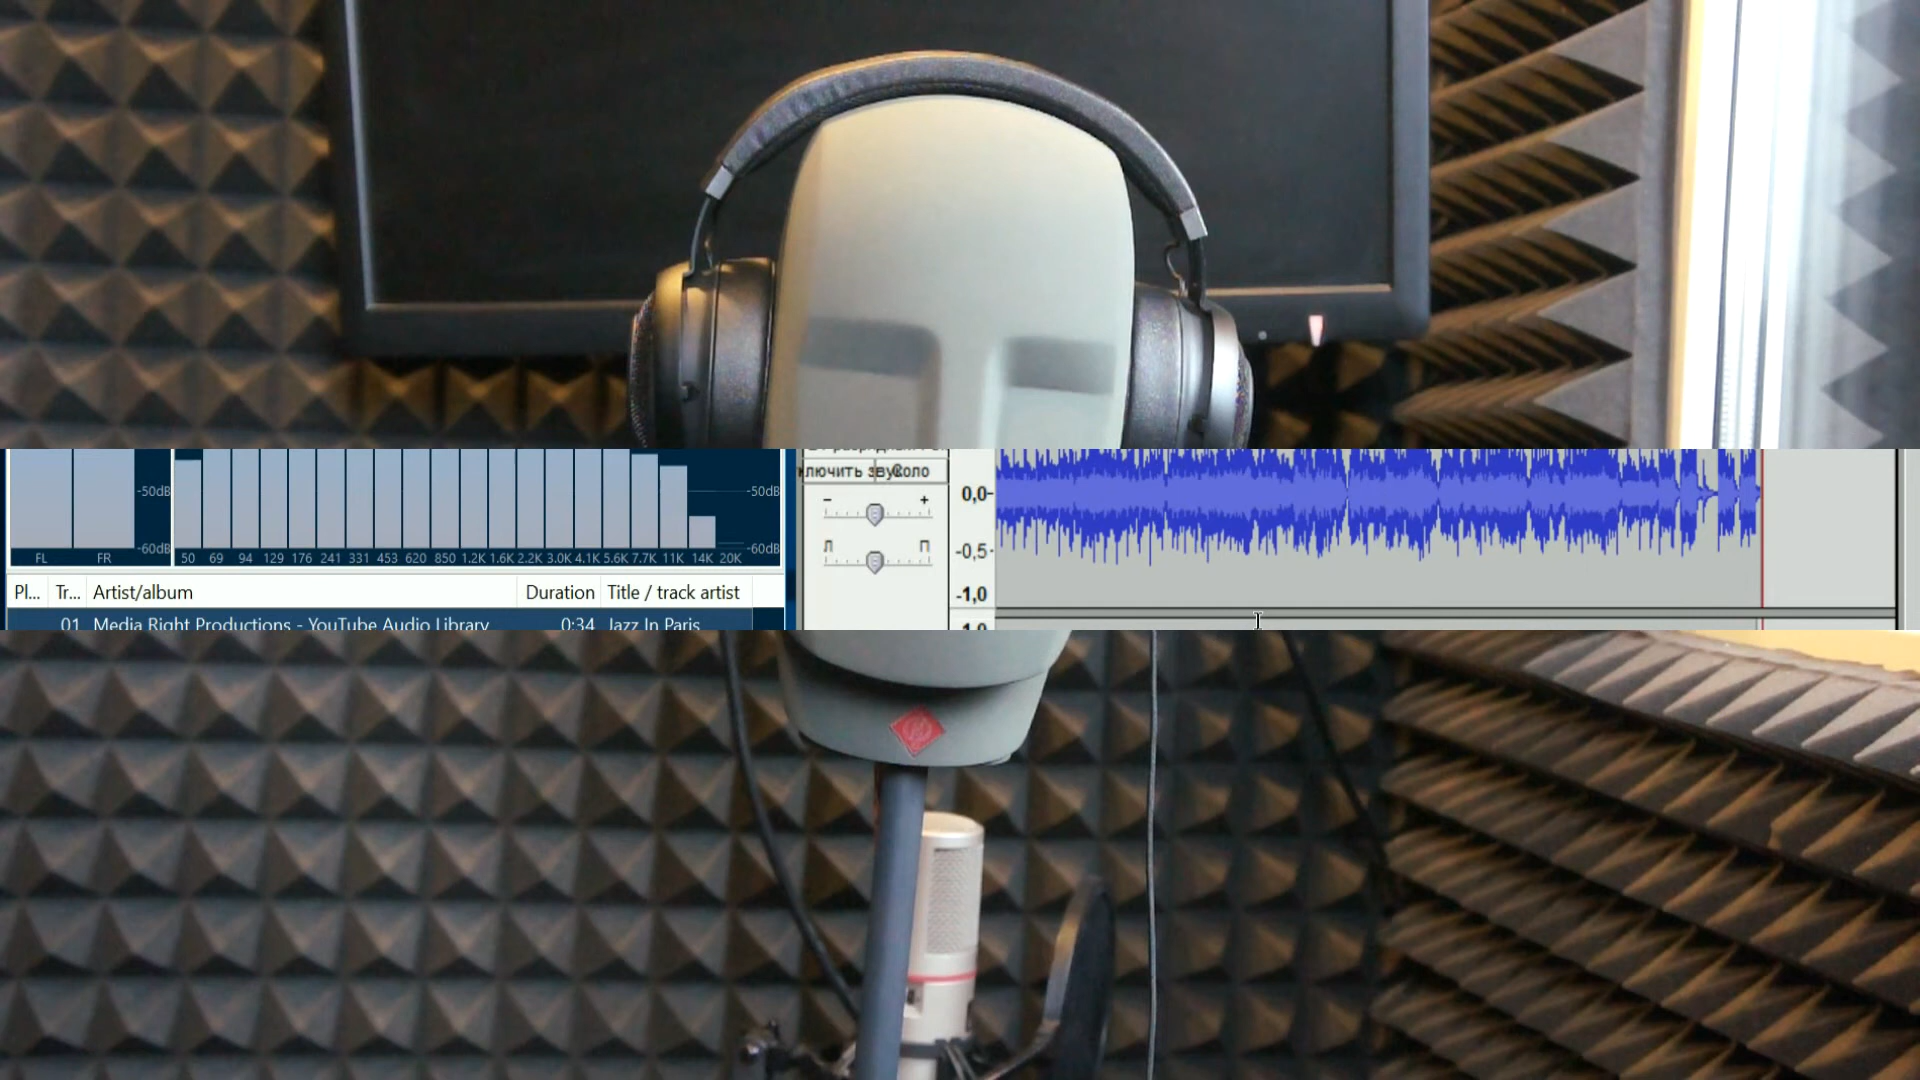 ключить звук Соло
- +
Л П
0,0-
-0,5-
-1,0
-50dB
-60dB
FL FR
-50dB
-60dB
50 69 94 129 176 241 331 453 620 850 1.2K 1.6K 2.2K 3.0K 4.1K 5.6K 7.7K 11K 14K 20K
Pl... Tr... Artist/album Duration Title / track artist
01 Media Right Productions - YouTube Audio Library 0:34 Jazz In Paris